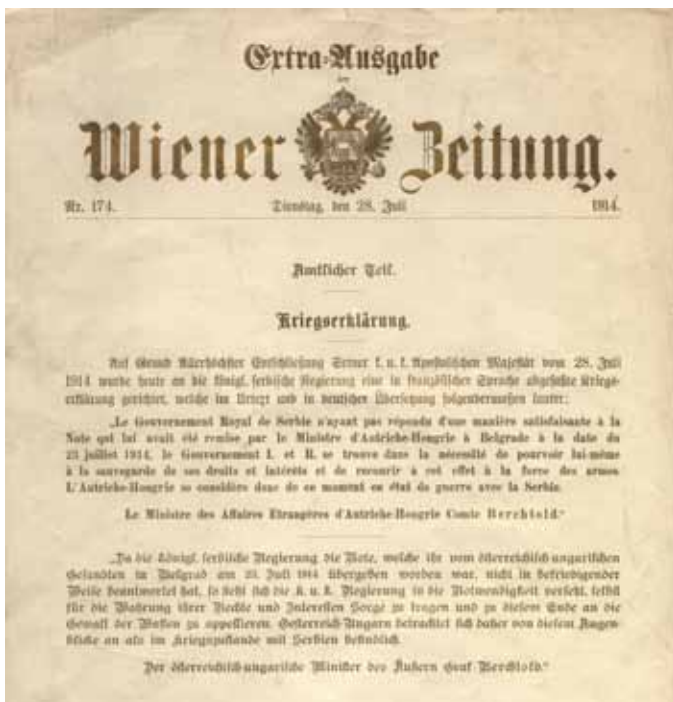 Extra-Ausgabe
der
Wiener Zeitung.
Nr. 174. Dienstag, den 28. Juli 1914.
Amtlicher Teil.
Kriegserklärung.
Auf Grund Allerhöchster Entschließung Seiner k. u. k. Apostolischen Majestät vom 28. Juli
1914 wurde heute an die königl. serbische Regierung eine in französischer Sprache abgefaßte Kriegs-
erklärung gerichtet, welche im Urtext und in deutscher Übersetzung folgendermaßen lautet:
„Le Gouvernement Royal de Serbie n'ayant pas répondu d'une manière satisfaisante à la
Note qui lui avait été remise par le Ministre d'Autriche-Hongrie à Belgrade à la date du
23 juillet 1914, le Gouvernement I. et R. se trouve dans la nécessité de pourvoir lui-même
à la sauvegarde de ses droits et intérêts et de recourir à cet effet à la force des armes.
L'Autriche-Hongrie se considère donc de ce moment en état de guerre avec la Serbie.
Le Ministre des Affaires Etrangères d'Autriche-Hongrie Comte Berchtold.“
„Da die königl. serbische Regierung die Note, welche ihr vom österreichisch-ungarischen
Gesandten in Belgrad am 23. Juli 1914 übergeben worden war, nicht in befriedigender
Weise beantwortet hat, so sieht sich die k. u. k. Regierung in die Notwendigkeit versetzt, selbst
für die Wahrung ihrer Rechte und Interessen Sorge zu tragen und zu diesem Ende an die
Gewalt der Waffen zu appellieren. Oesterreich-Ungarn betrachtet sich daher von diesem Augen-
blicke an als im Kriegszustande mit Serbien befindlich.
Der österreichisch-ungarische Minister des Äußern Graf Berchtold.“